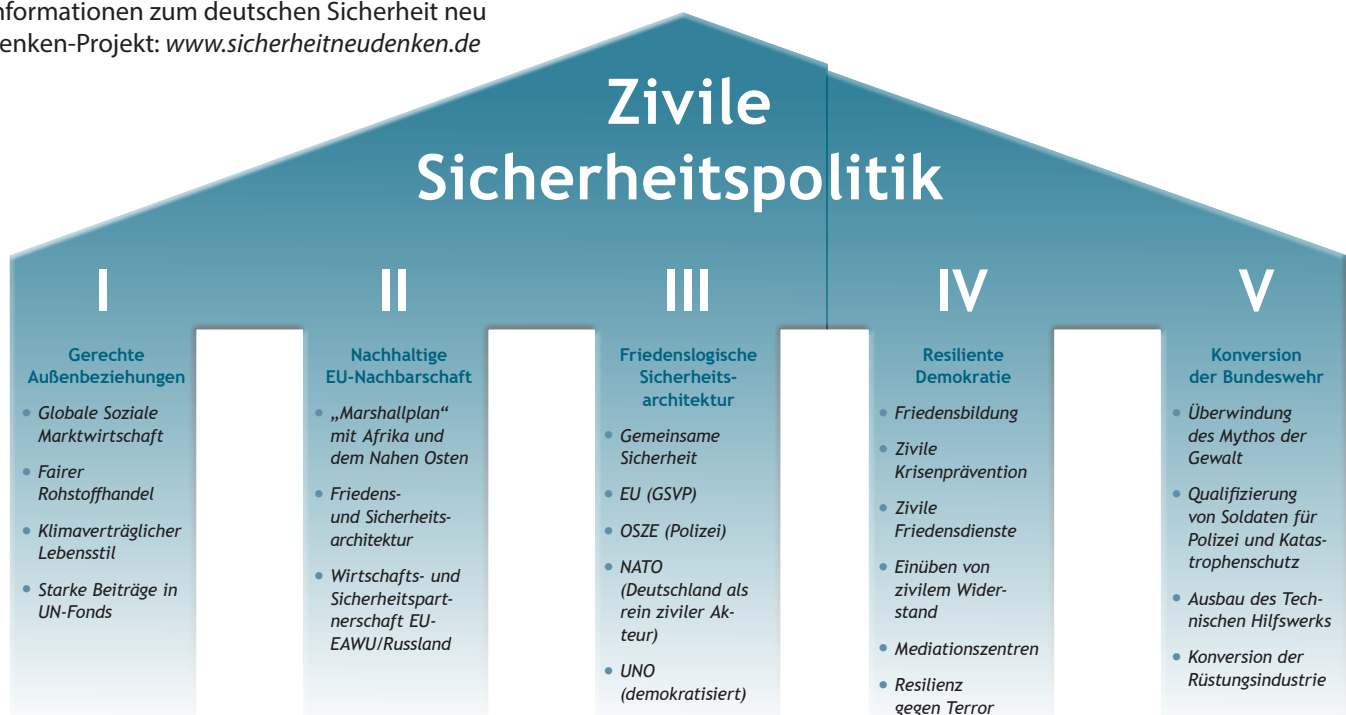 nformationen zum deutschen Sicherheit neu
enken-Projekt: www.sicherheitneudenken.de
Zivile
Sicherheitspolitik
I
Gerechte
Außenbeziehungen
• Globale Soziale
Marktwirtschaft
• Fairer
Rohstoffhandel
• Klimaverträglicher
Lebensstil
• Starke Beiträge in
UN-Fonds
II
Nachhaltige
EU-Nachbarschaft
• „Marshallplan“
mit Afrika und
dem Nahen Osten
• Friedens-
und Sicherheits-
architektur
• Wirtschafts- und
Sicherheitspart-
nerschaft EU-
EAWU/Russland
III
Friedenslogische
Sicherheits-
architektur
• Gemeinsame
Sicherheit
• EU (GSVP)
• OSZE (Polizei)
• NATO
(Deutschland als
rein ziviler Ak-
teur)
• UNO
(demokratisiert)
IV
Resiliente
Demokratie
• Friedensbildung
• Zivile
Krisenprävention
• Zivile
Friedensdienste
• Einüben von
zivilem Wider-
stand
• Mediationszentren
• Resilienz
gegen Terror
V
Konversion
der Bundeswehr
• Überwindung
des Mythos der
Gewalt
• Qualifizierung
von Soldaten für
Polizei und Katas-
trophenschutz
• Ausbau des Tech-
nischen Hilfswerks
• Konversion der
Rüstungsindustrie